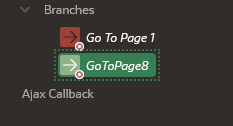 Branches
Go To Page 1
GoToPage8
Ajax Callback